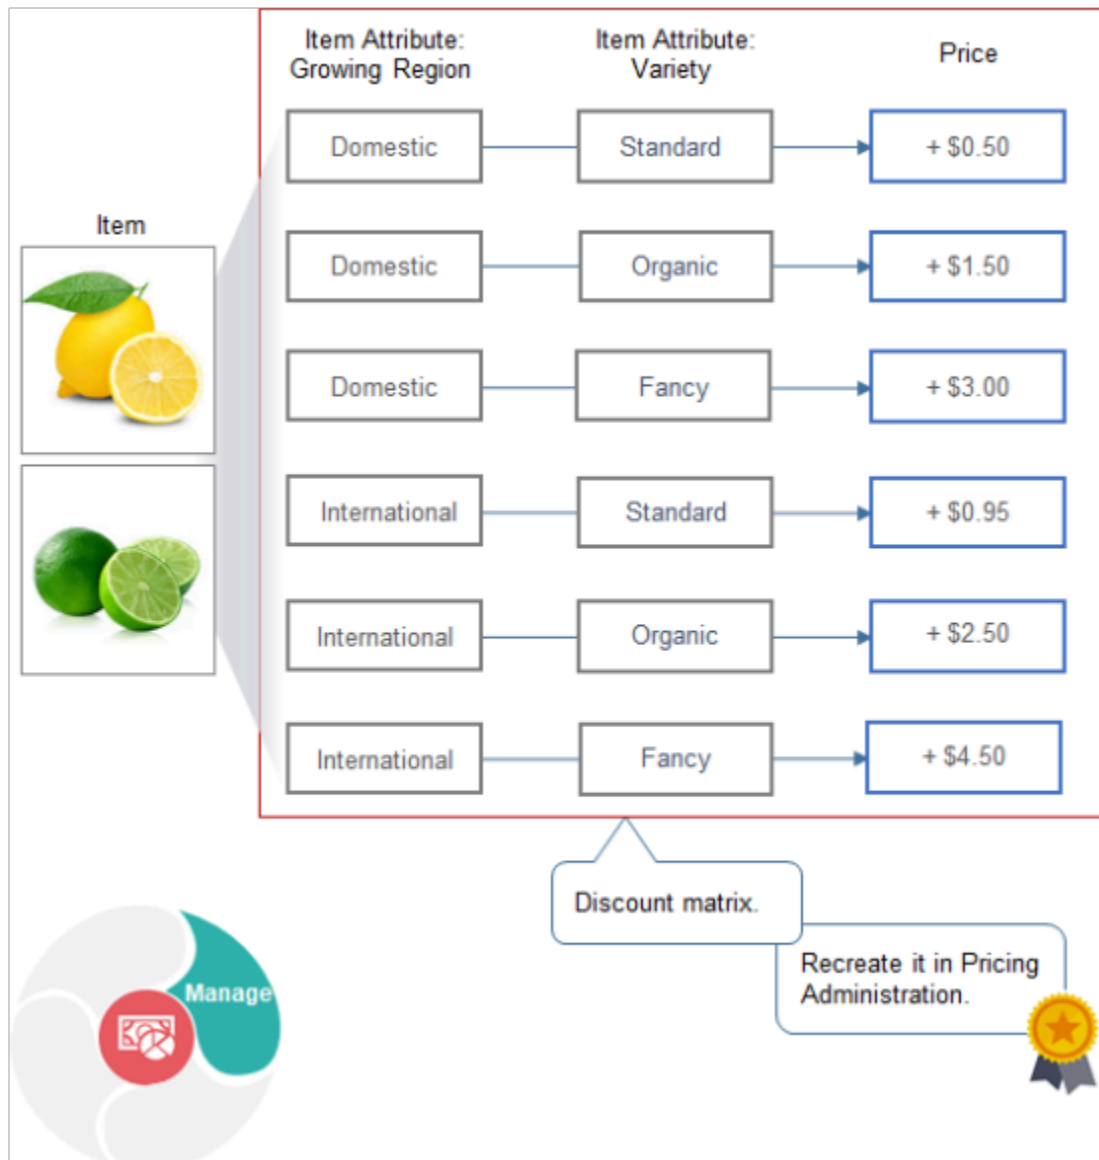 Item Attribute:
Growing Region
Item Attribute:
Variety
Price
Domestic
Standard
+ $0.50
Item
Domestic
Organic
+ $1.50
Domestic
Fancy
+ $3.00
International
Standard
+ $0.95
International
Organic
+ $2.50
International
Fancy
+ $4.50
Discount matrix.
Recreate it in Pricing
Administration.
Manage